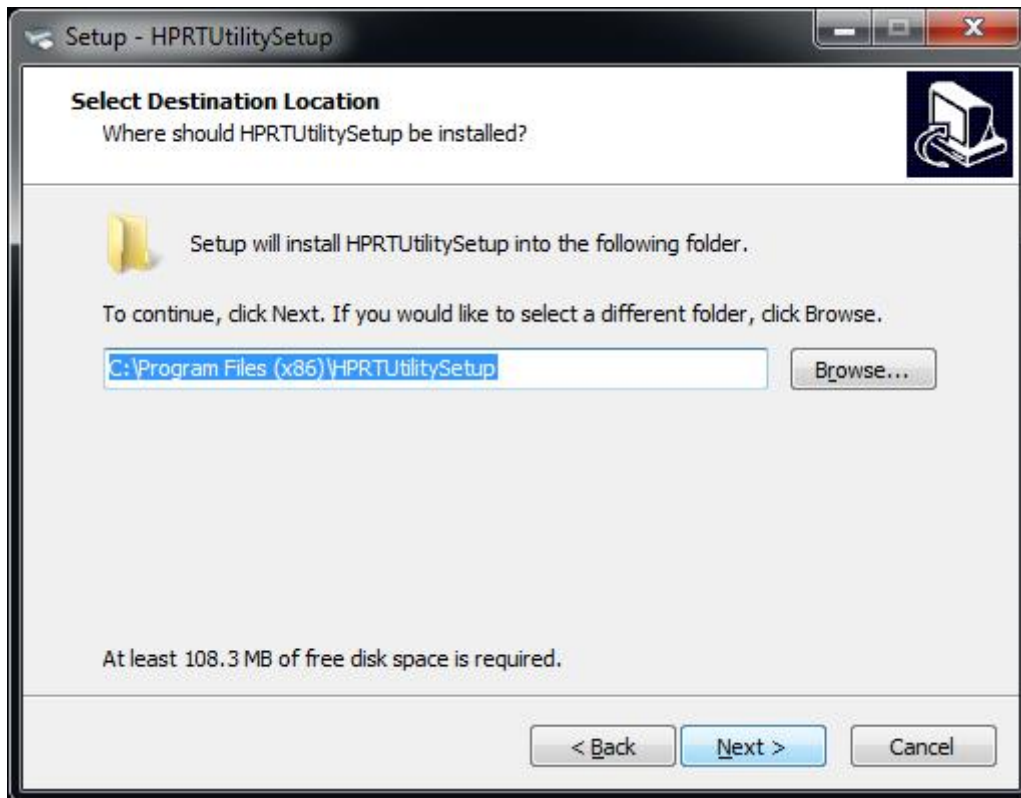 Setup - HPRTUtilitySetup
Select Destination Location
Where should HPRTUtilitySetup be installed?
Setup will install HPRTUtilitySetup into the following folder.
To continue, click Next. If you would like to select a different folder, click Browse.
C:\Program Files (x86)\HPRTUtilitySetup
Browse...
At least 108.3 MB of free disk space is required.
< Back
Next >
Cancel